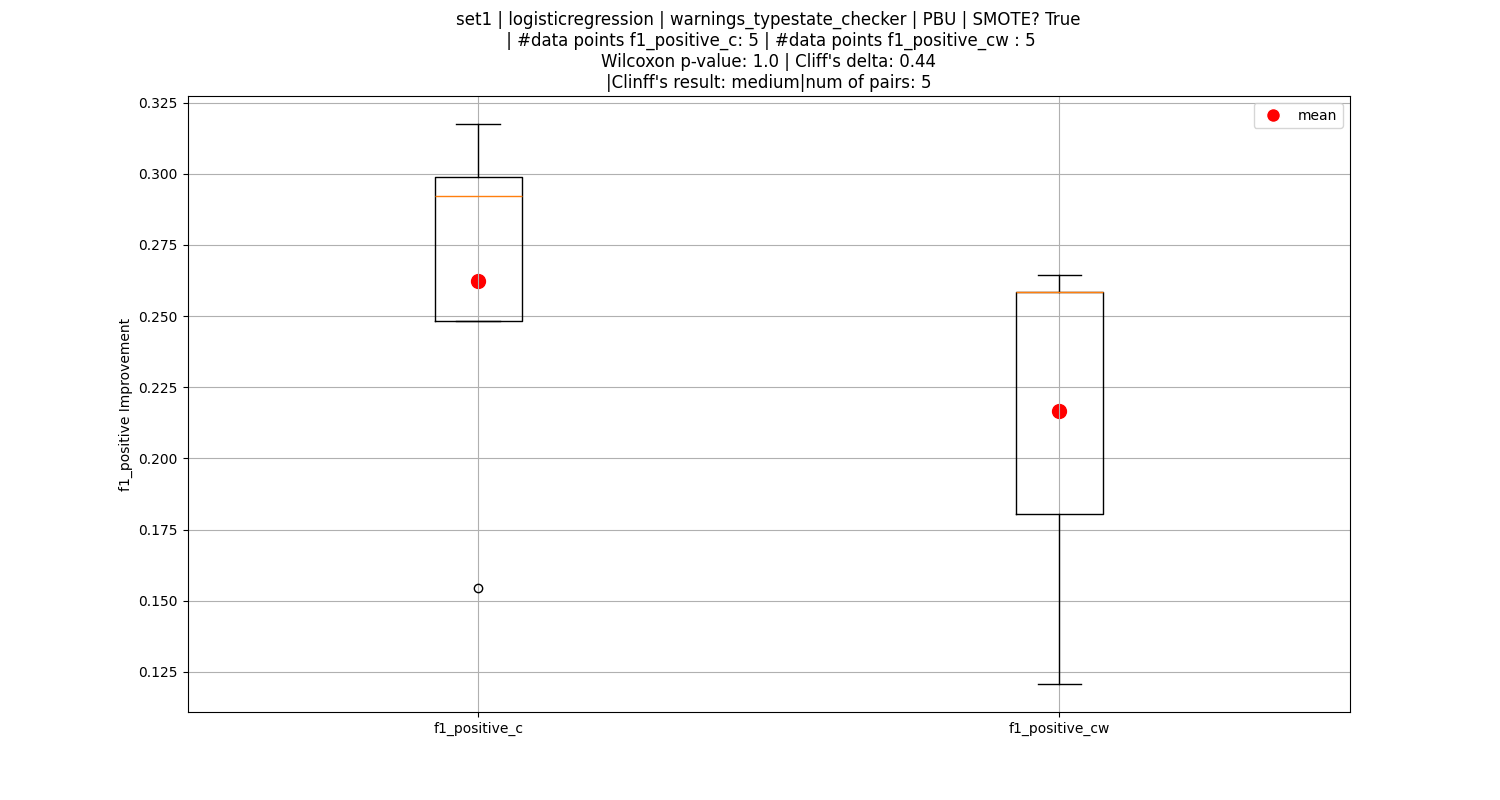 set1 | logisticregression | warnings_typestate_checker | PBU | SMOTE? True
| #data points f1_positive_c: 5 | #data points f1_positive_cw : 5
Wilcoxon p-value: 1.0 | Cliff's delta: 0.44
|Clinff's result: medium|num of pairs: 5
mean
0.325
0.300
0.275
0.250
0.225
0.200
0.175
0.150
0.125
f1_positive Improvement
f1_positive_c
f1_positive_cw